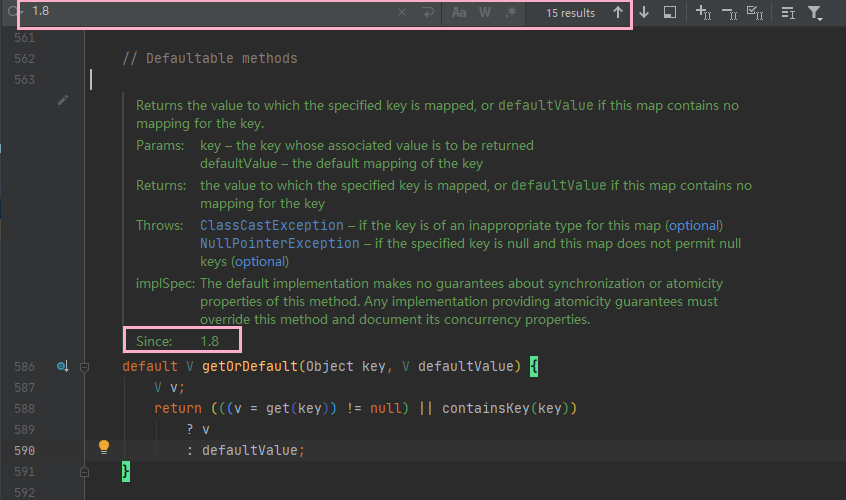 1.8
Aa W .* 15 results
561
562 // Defaultable methods
563
Returns the value to which the specified key is mapped, or defaultValue if this map contains no
mapping for the key.
Params: key – the key whose associated value is to be returned
defaultValue – the default mapping of the key
Returns: the value to which the specified key is mapped, or defaultValue if this map contains no
mapping for the key
Throws: ClassCastException – if the key is of an inappropriate type for this map (optional)
NullPointerException – if the specified key is null and this map does not permit null
keys (optional)
implSpec: The default implementation makes no guarantees about synchronization or atomicity
properties of this method. Any implementation providing atomicity guarantees must
override this method and document its concurrency properties.
Since: 1.8
586 default V getOrDefault(Object key, V defaultValue) {
587 V v;
588 return (((v = get(key)) != null) || containsKey(key))
589 ? v
590 : defaultValue;
591 }
592